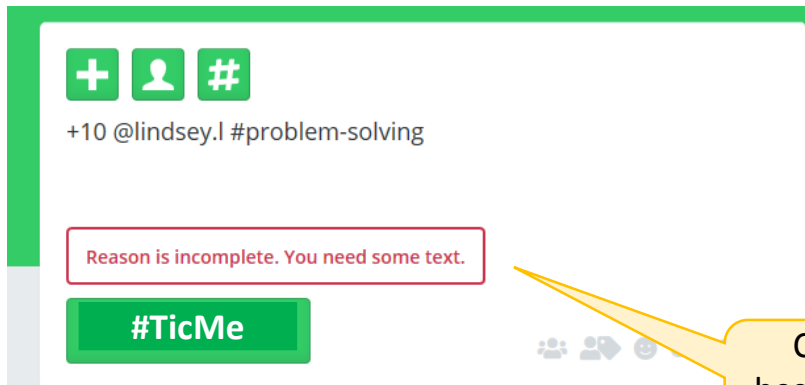 +10 @lindsey.l #problem-solving
Reason is incomplete. You need some text.
#TicMe